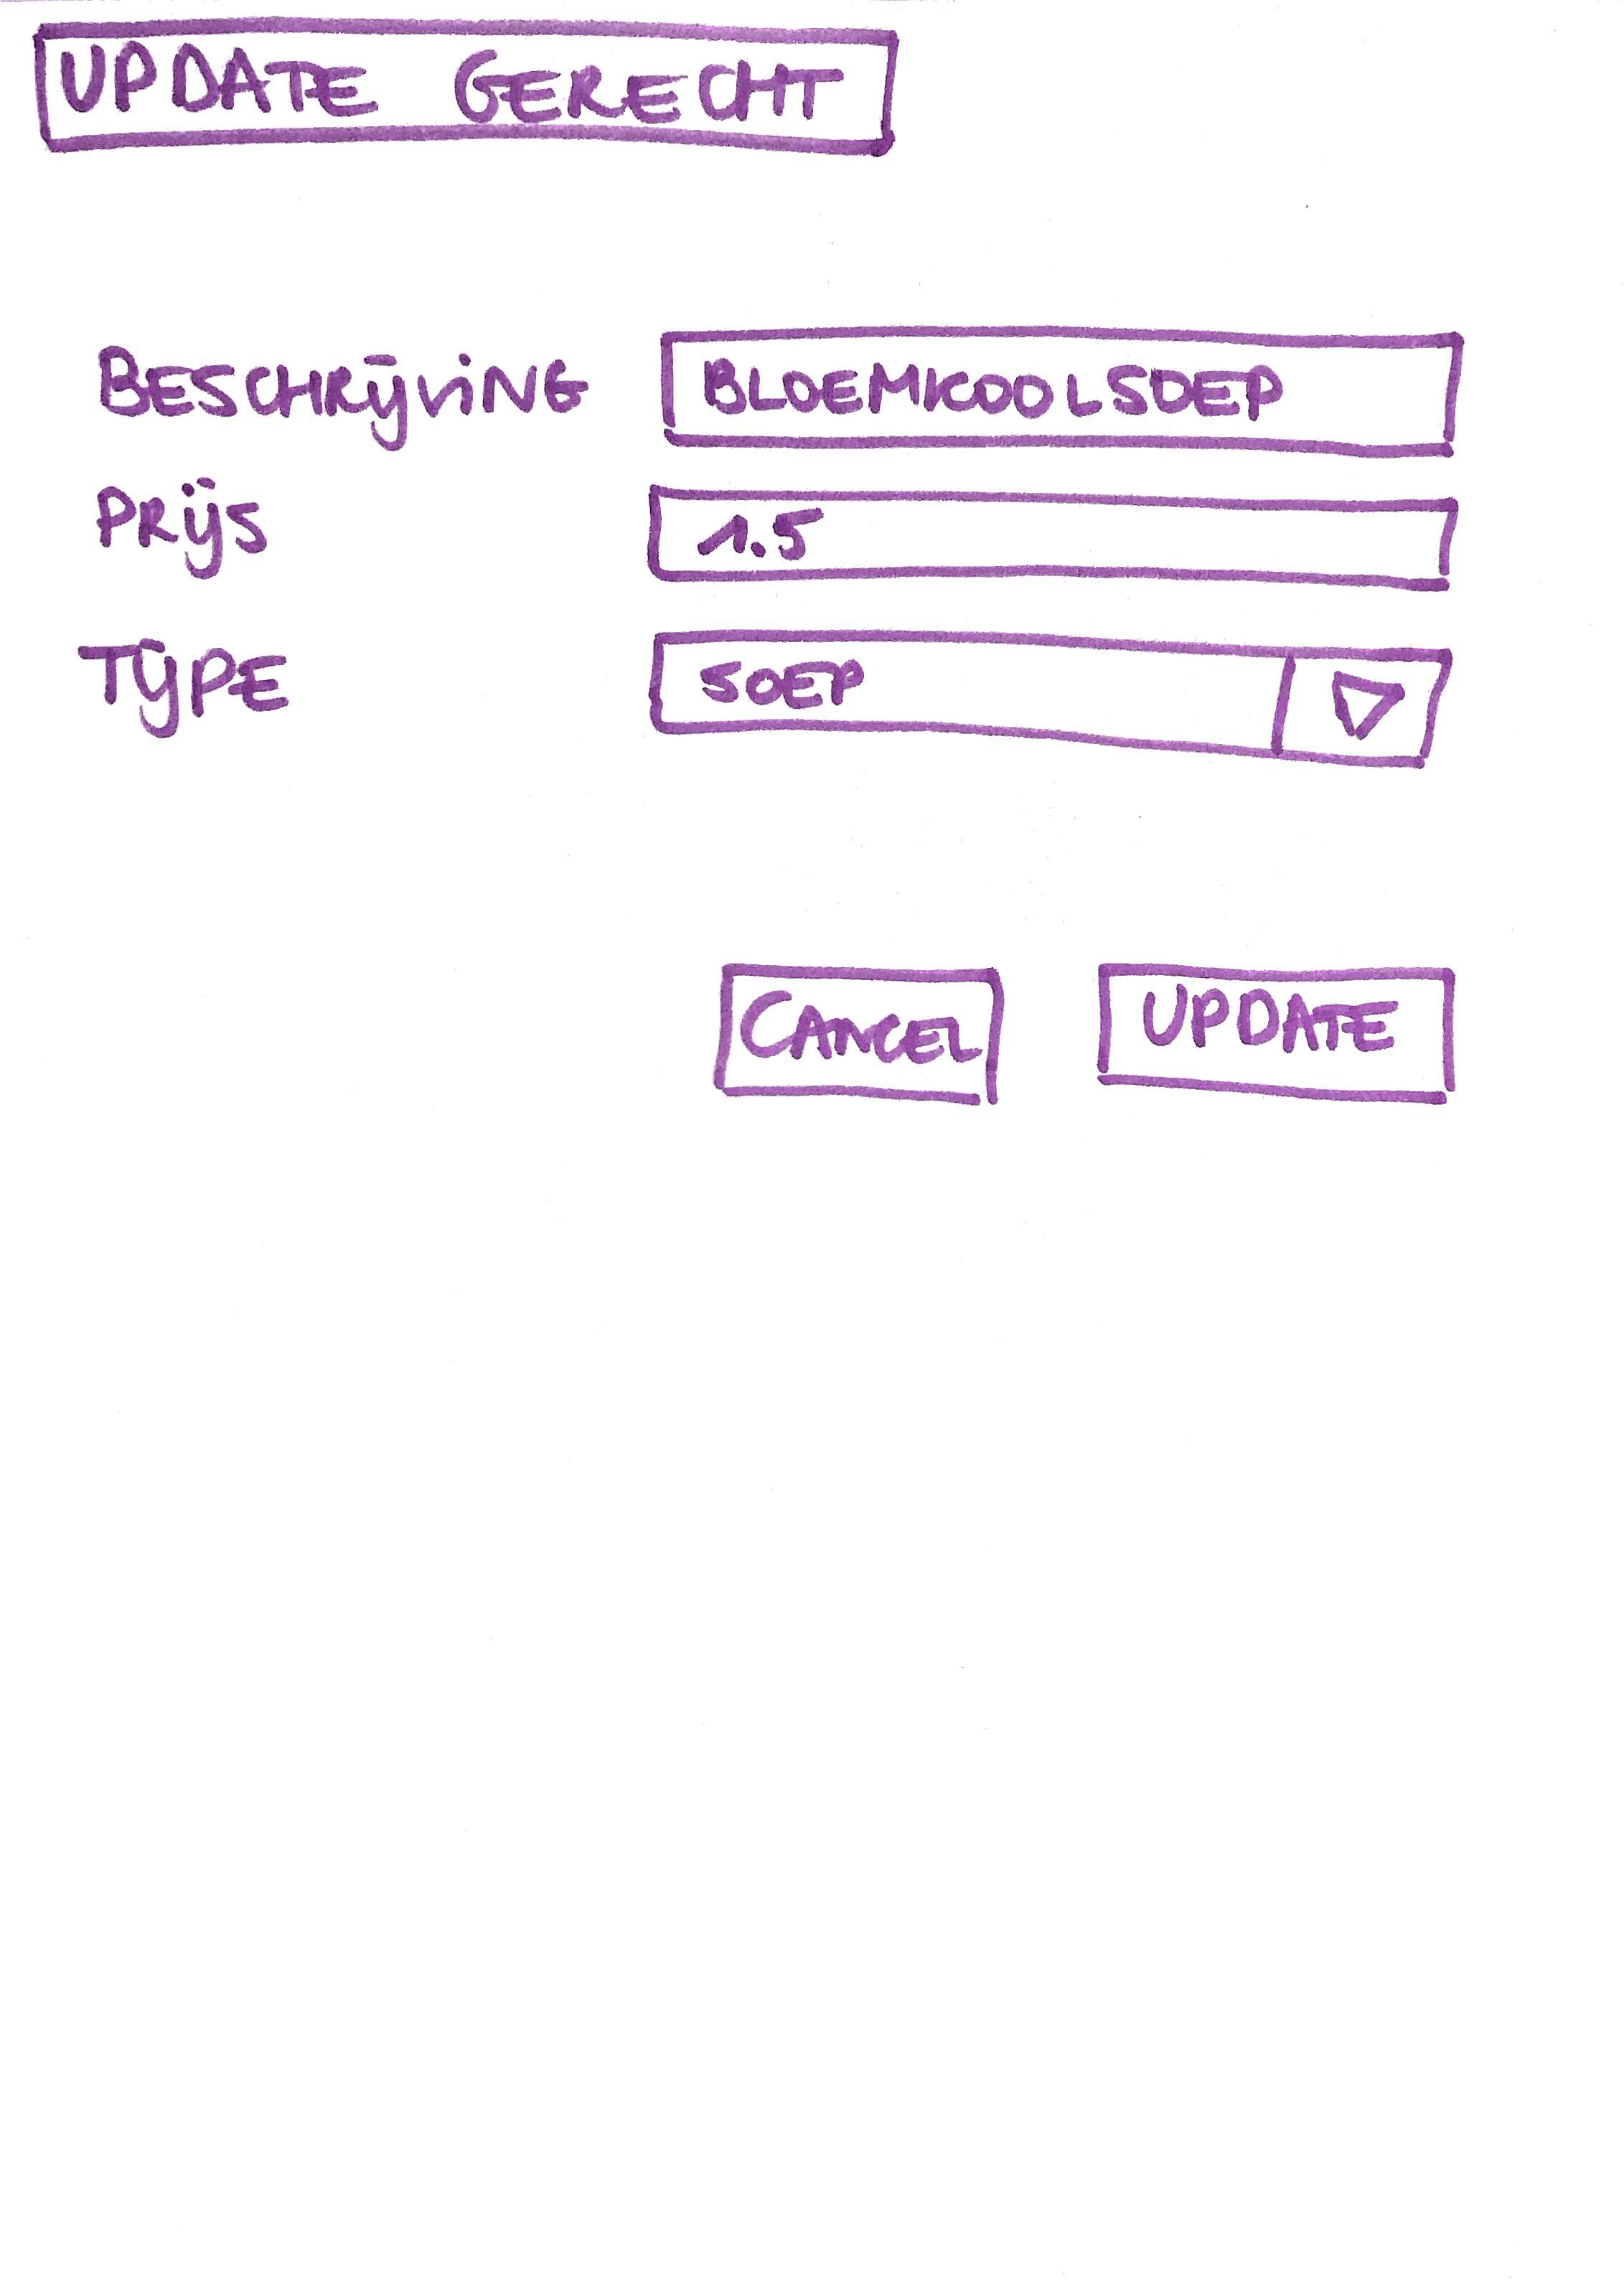 UPDATE GERECHT
BESCHRIJVING BLOEMKOOLSOEP
PRIJS 1.5
TYPE SOEP
CANCEL UPDATE